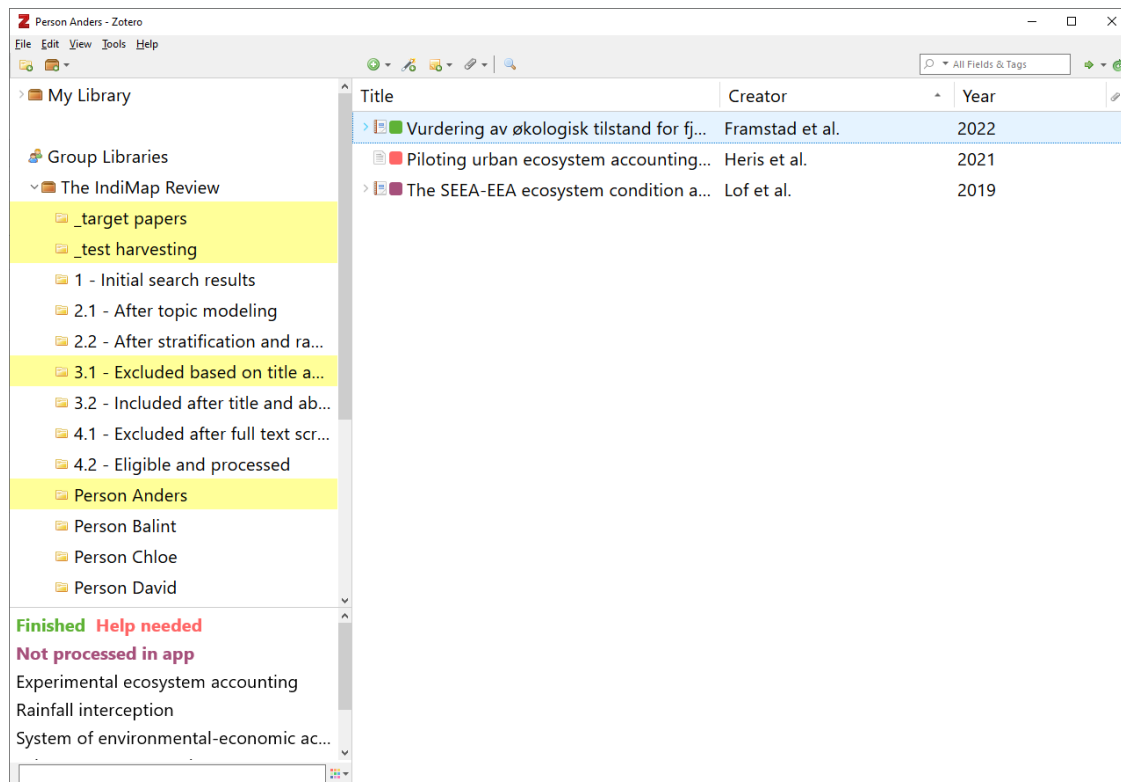 Person Anders - Zotero
File Edit View Tools Help
All Fields & Tags
My Library
Group Libraries
The IndiMap Review
_target papers
_test harvesting
1 - Initial search results
2.1 - After topic modeling
2.2 - After stratification and ra...
3.1 - Excluded based on title a...
3.2 - Included after title and ab...
4.1 - Excluded after full text scr...
4.2 - Eligible and processed
Person Anders
Person Balint
Person Chloe
Person David
Finished Help needed
Not processed in app
Experimental ecosystem accounting
Rainfall interception
System of environmental-economic ac...
Title Creator Year
Vurdering av økologisk tilstand for fj... Framstad et al. 2022
Piloting urban ecosystem accounting... Heris et al. 2021
The SEEA-EEA ecosystem condition a... Lof et al. 2019